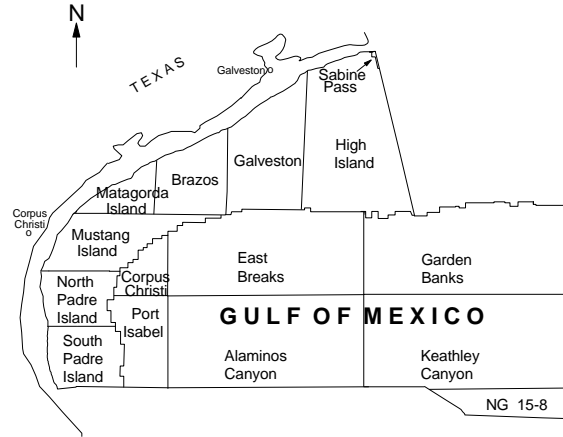 N
TEXAS
Galveston
Sabine
Pass
High
Island
Galveston
Brazos
Matagorda
Island
Corpus
Christi
Mustang
Island
East
Breaks
Garden
Banks
Corpus
Christi
North
Padre
Island
Port
Isabel
GULF OF MEXICO
South
Padre
Island
Alaminos
Canyon
Keathley
Canyon
NG 15-8